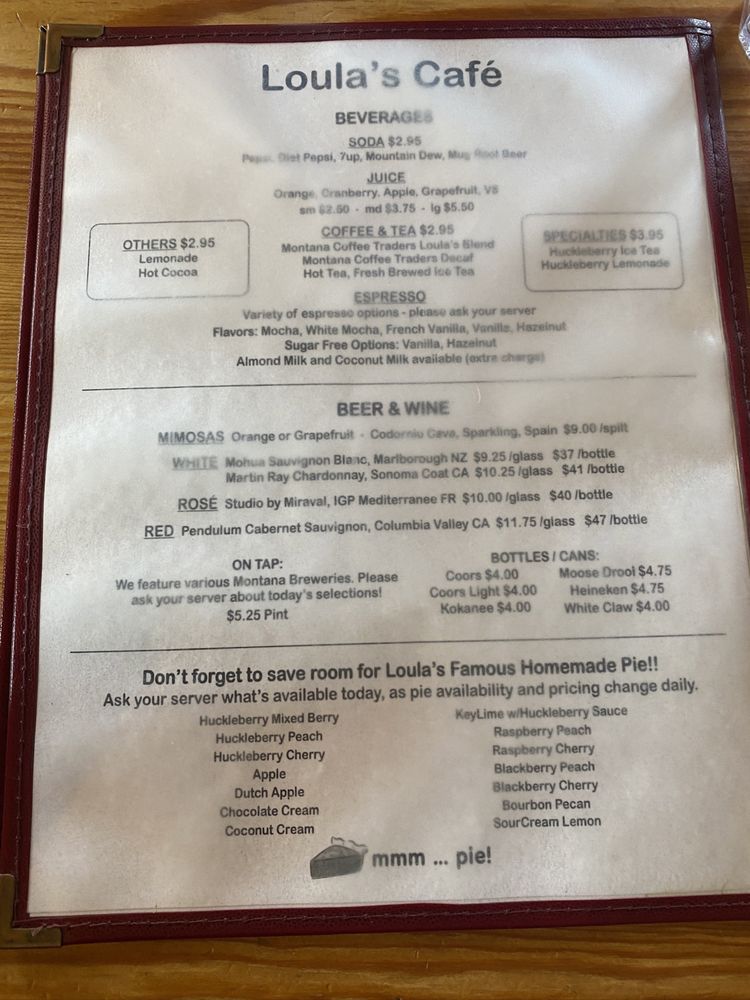 Loula's Café
BEVERAGES
SODA $2.95
Pepsi, Diet Pepsi, 7up, Mountain Dew, Mug Root Beer
JUICE
Orange, Cranberry, Apple, Grapefruit, V8
sm $2.50 - md $3.75 - lg $5.50
OTHERS $2.95
Lemonade
Hot Cocoa
COFFEE & TEA $2.95
Montana Coffee Traders Loula's Blend
Montana Coffee Traders Decaf
Hot Tea, Fresh Brewed Ice Tea
SPECIALTIES $3.95
Huckleberry Ice Tea
Huckleberry Lemonade
ESPRESSO
Variety of espresso options - please ask your server
Flavors: Mocha, White Mocha, French Vanilla, Vanilla, Hazelnut
Sugar Free Options: Vanilla, Hazelnut
Almond Milk and Coconut Milk available (extra charge)
BEER & WINE
MIMOSAS Orange or Grapefruit - Codorniu Cava, Sparkling, Spain $9.00 /split
WHITE Mohua Sauvignon Blanc, Marlborough NZ $9.25 /glass $37 /bottle
Martin Ray Chardonnay, Sonoma Coat CA $10.25 /glass $41 /bottle
ROSÉ Studio by Miraval, IGP Mediterranee FR $10.00 /glass $40 /bottle
RED Pendulum Cabernet Sauvignon, Columbia Valley CA $11.75 /glass $47 /bottle
ON TAP:
We feature various Montana Breweries. Please
ask your server about today's selections!
$5.25 Pint
BOTTLES / CANS:
Coors $4.00 Moose Drool $4.75
Coors Light $4.00 Heineken $4.75
Kokanee $4.00 White Claw $4.00
Don't forget to save room for Loula's Famous Homemade Pie!!
Ask your server what's available today, as pie availability and pricing change daily.
Huckleberry Mixed Berry
Huckleberry Peach
Huckleberry Cherry
Apple
Dutch Apple
Chocolate Cream
Coconut Cream
KeyLime w/Huckleberry Sauce
Raspberry Peach
Raspberry Cherry
Blackberry Peach
Blackberry Cherry
Bourbon Pecan
SourCream Lemon
mmm ... pie!